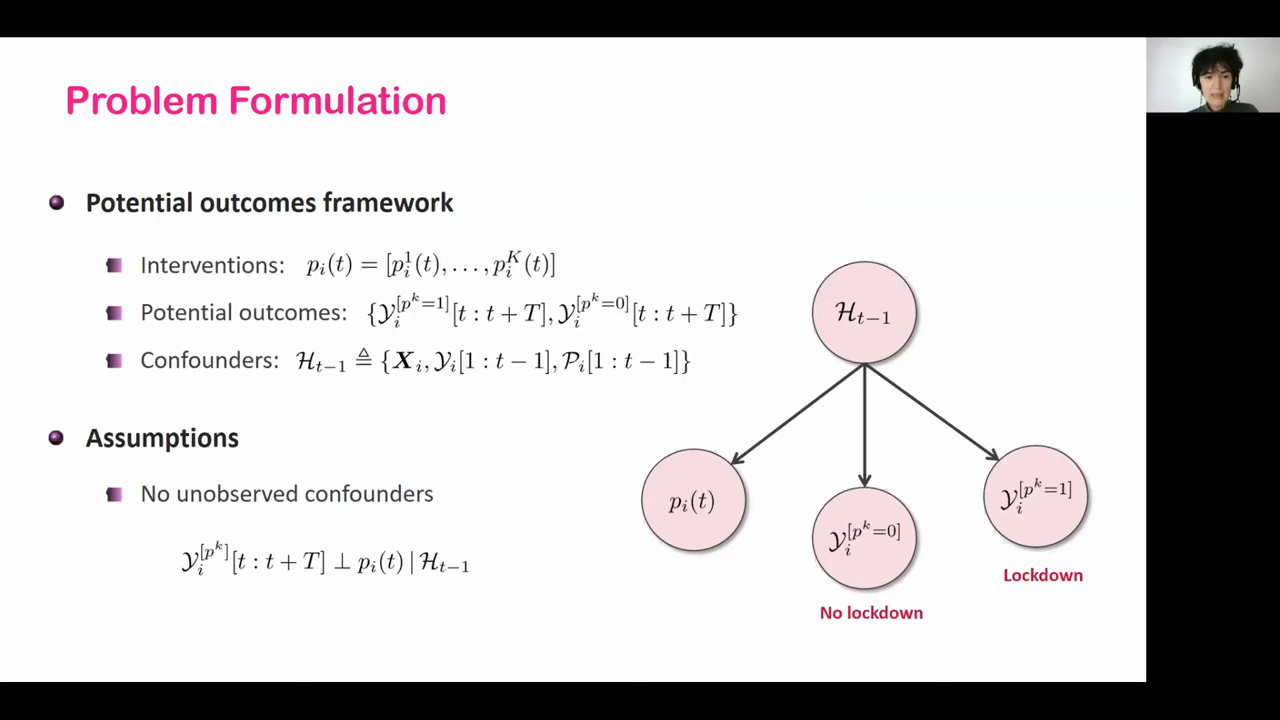 Problem Formulation
Potential outcomes framework
Interventions: $p_i(t) = [p_i^1(t), \ldots, p_i^K(t)]$
Potential outcomes: $\{\mathcal{Y}_i^{[p^k=1]}[t:t+T], \mathcal{Y}_i^{[p^k=0]}[t:t+T]\}$
Confounders: $\mathcal{H}_{t-1} \triangleq \{\boldsymbol{X}_i, \mathcal{Y}_i[1:t-1], \mathcal{P}_i[1:t-1]\}$
Assumptions
No unobserved confounders
$\mathcal{Y}_i^{[p^k]}[t:t+T] \perp p_i(t) \,|\, \mathcal{H}_{t-1}$
$\mathcal{H}_{t-1}$
$p_i(t)$
$\mathcal{Y}_i^{[p^k=0]}$
$\mathcal{Y}_i^{[p^k=1]}$
No lockdown
Lockdown